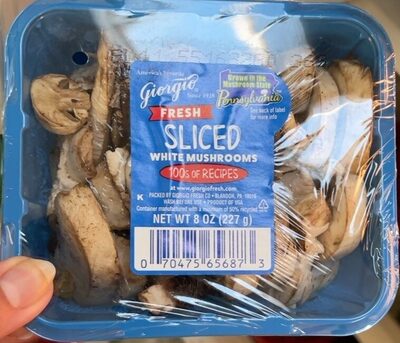 America's Favorite
Giorgio
Since 1928
Grown in the
Mushroom State
Pennsylvania
See back of label
for more info
FRESH
SLICED
WHITE MUSHROOMS
100s OF RECIPES
at www.giorgiofresh.com
K
PACKED BY GIORGIO FRESH CO • BLANDON, PA 19510
WASH BEFORE USE • PRODUCT OF USA
Container manufactured with a maximum of 50% recycled
NET WT 8 OZ (227 g)
0 70475 65687 3